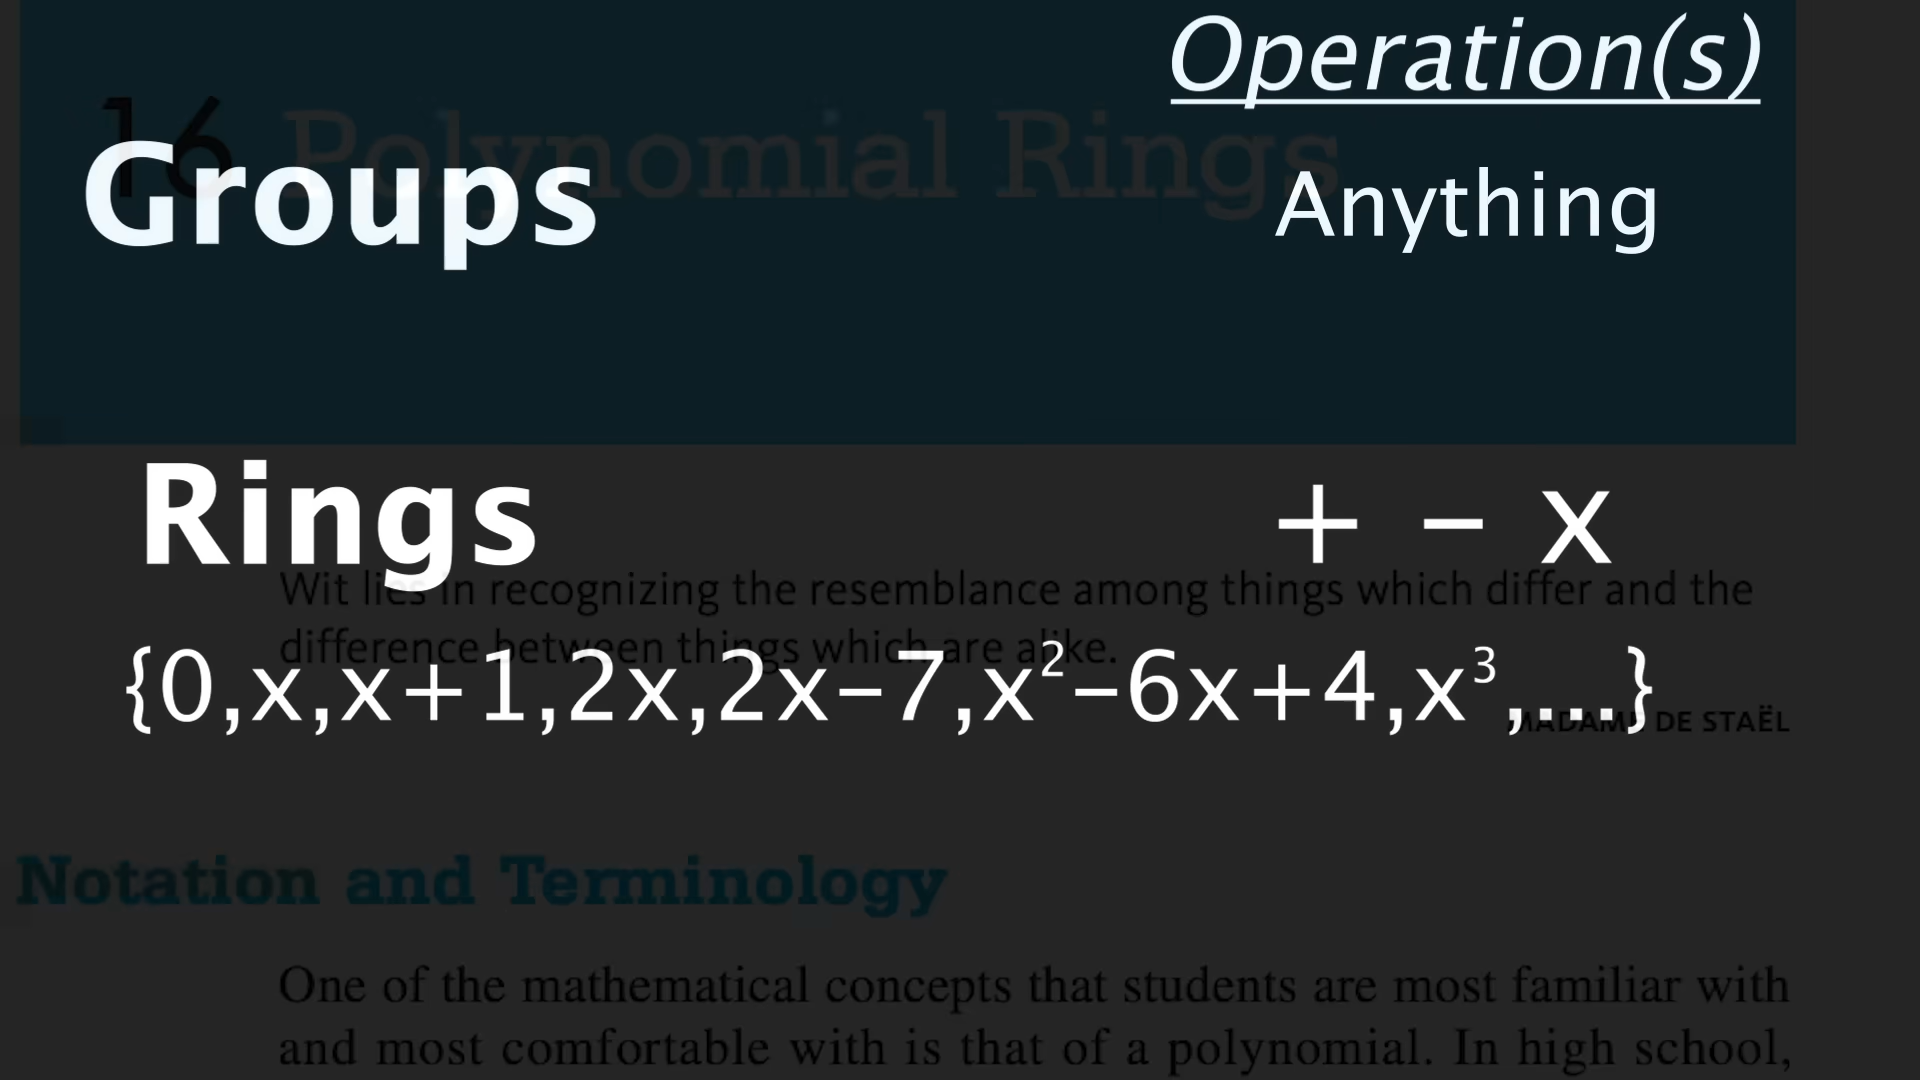 Operation(s)
16 Polynomial Rings
Groups
Anything
Rings
+ – x
Wit lies in recognizing the resemblance among things which differ and the
difference between things which are alike.
{0,x,x+1,2x,2x–7,x²–6x+4,x³,....}
MADAME DE STAËL
Notation and Terminology
One of the mathematical concepts that students are most familiar with
and most comfortable with is that of a polynomial. In high school,